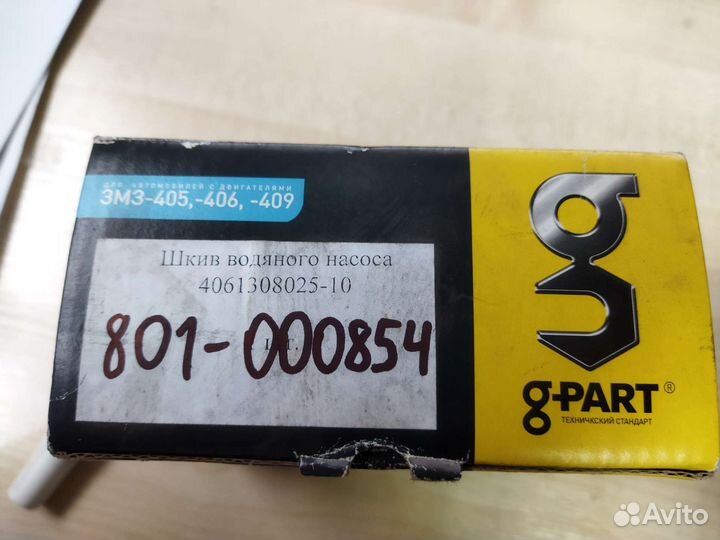 ДЛЯ АВТОМОБИЛЕЙ С ДВИГАТЕЛЯМИ
ЗМЗ-405,-406, -409
Шкив водяного насоса
4061308025-10
801-000854
g-PART®
ТЕХНИЧКСКИЙ СТАНДАРТ
Avito